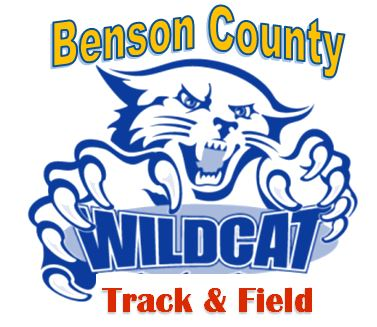 Benson County
WILDCAT
Track & Field